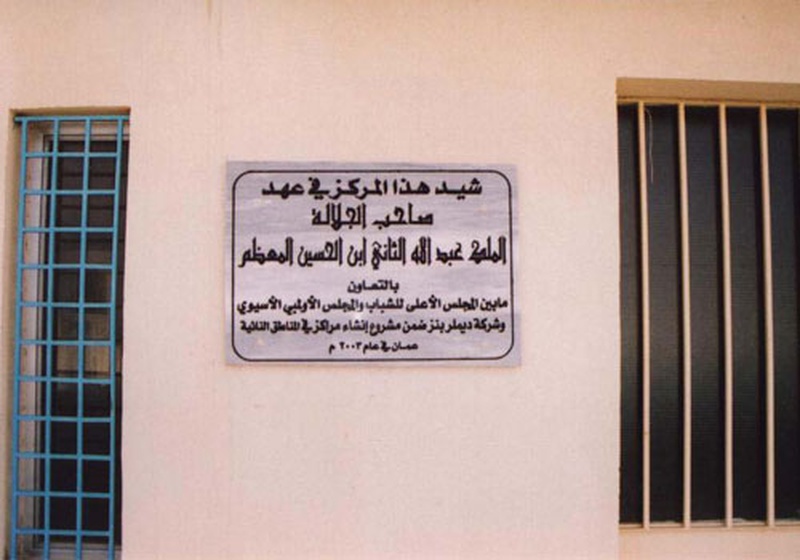 شيد هذا المركز في عهد
صاحب الجلالة
الملك عبد الله الثاني ابن الحسين المعظم
بالتعاون
مابين المجلس الأعلى للشباب والمجلس الأولمبي الأسيوي
وشركة ديملر بنز ضمن مشروع إنشاء مراكز في المناطق النائية
عمان في عام ٢٠٠٣ م